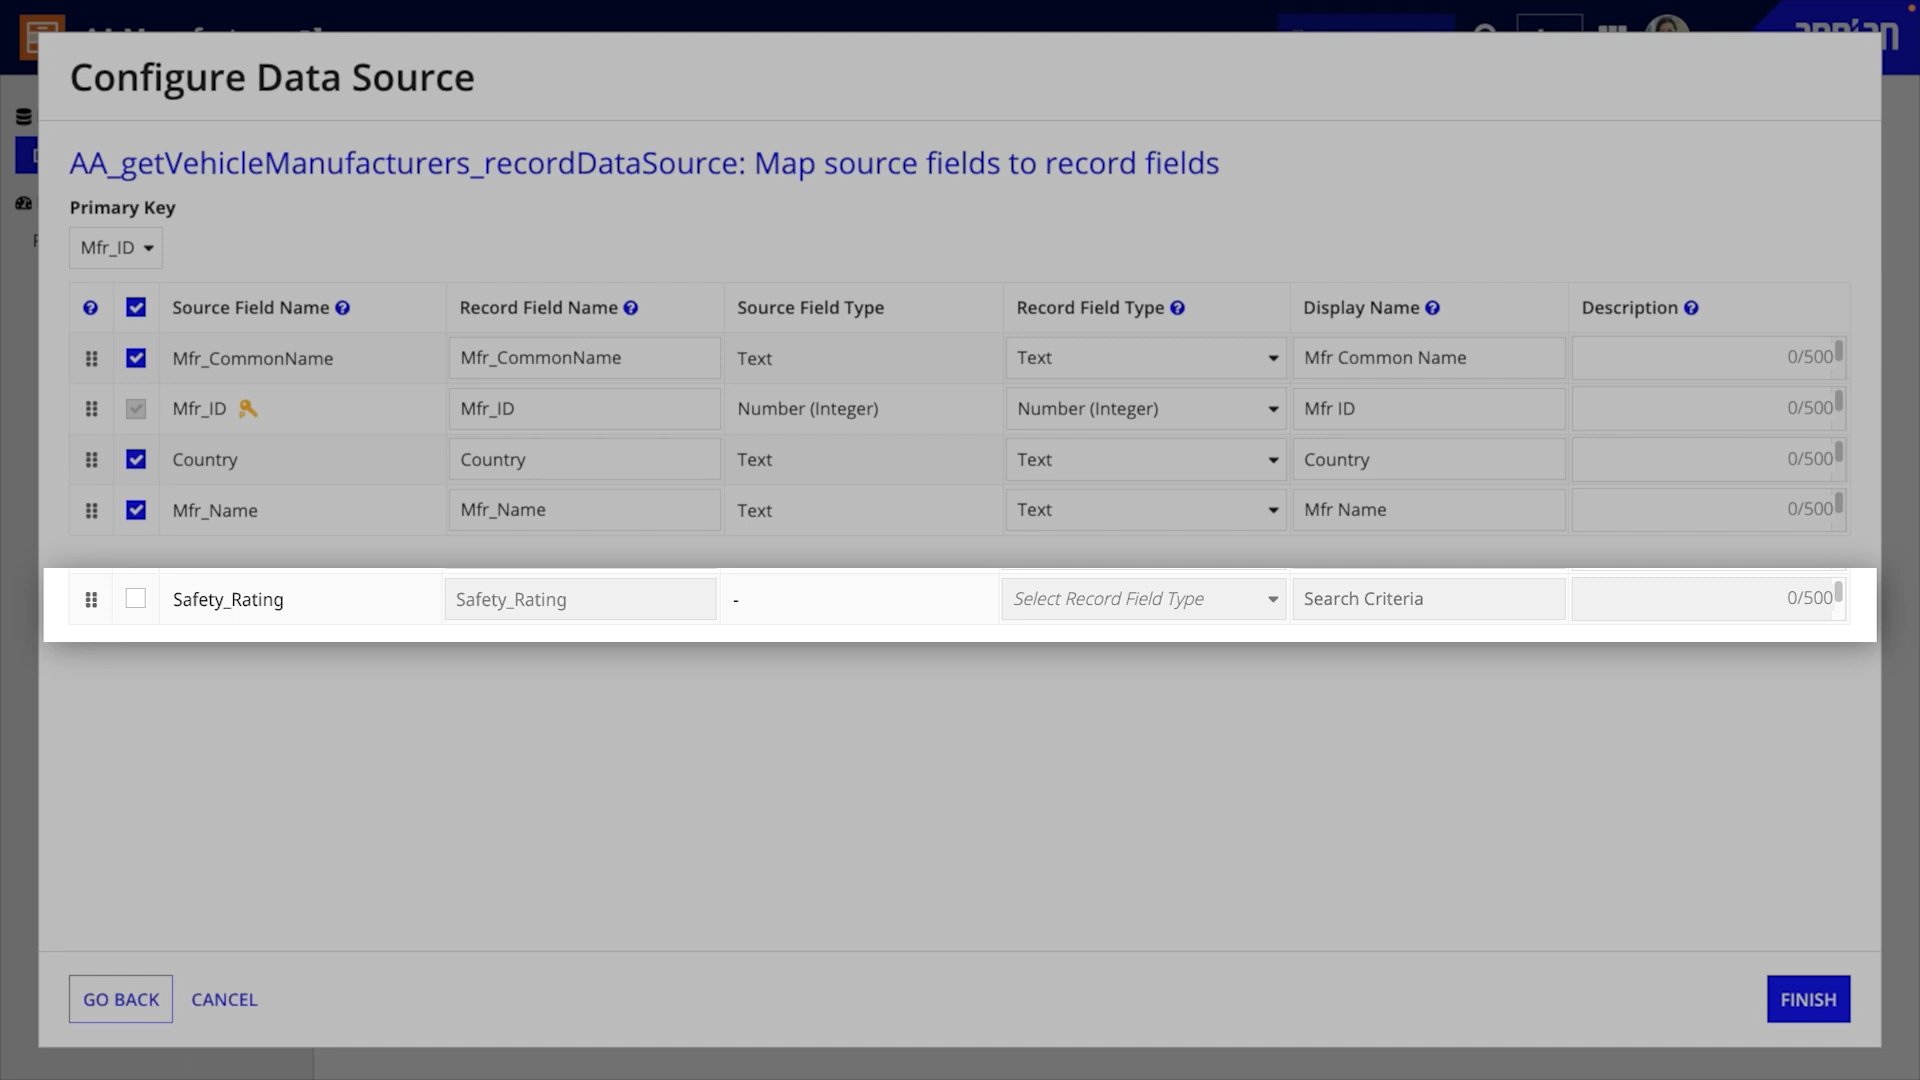 appian
Configure Data Source
AA_getVehicleManufacturers_recordDataSource: Map source fields to record fields
Primary Key
Mfr_ID
Source Field Name Record Field Name Source Field Type Record Field Type Display Name Description
Mfr_CommonName Mfr_CommonName Text Text Mfr Common Name 0/500
Mfr_ID Mfr_ID Number (Integer) Number (Integer) Mfr ID 0/500
Country Country Text Text Country 0/500
Mfr_Name Mfr_Name Text Text Mfr Name 0/500
Safety_Rating Safety_Rating - Select Record Field Type Search Criteria 0/500
GO BACK CANCEL FINISH